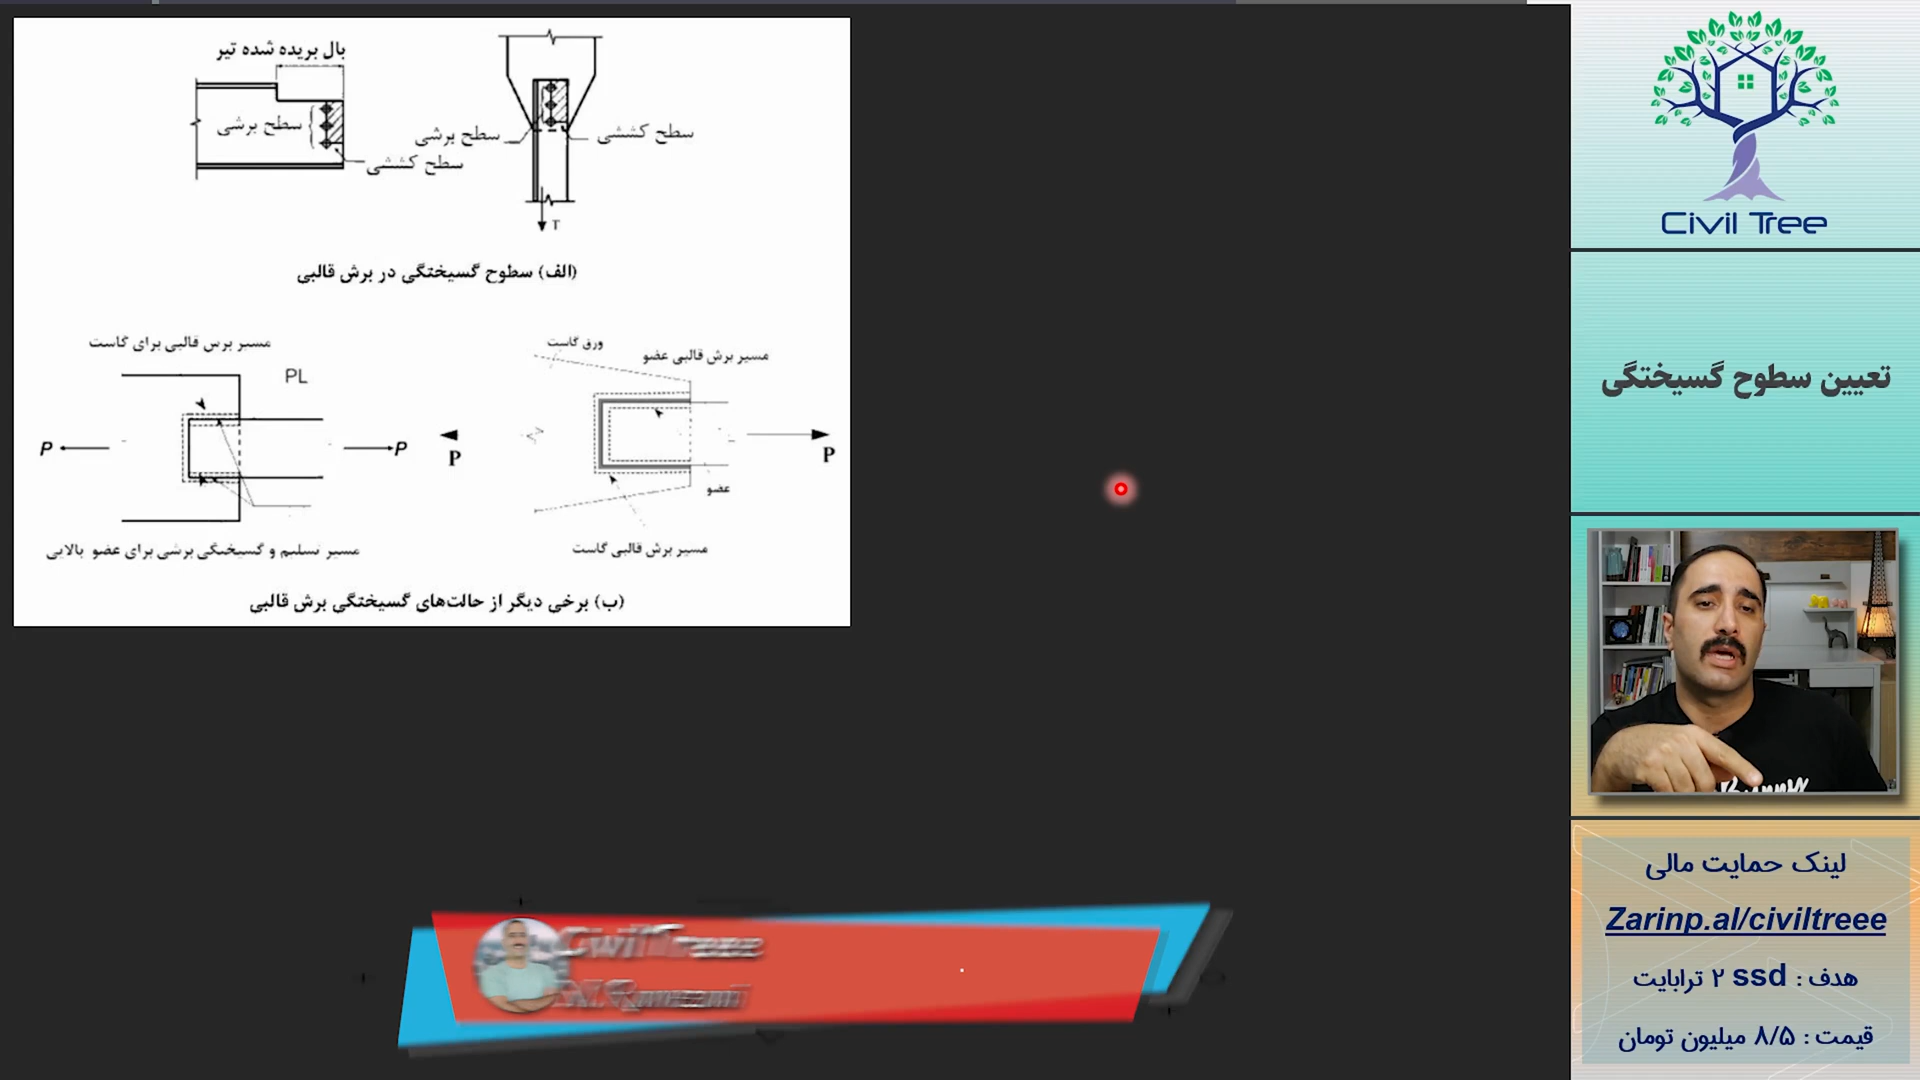 بال بریده شده تیر
سطح برشی
سطح کششی
سطح برشی
سطح کششی
T
(الف) سطوح گسیختگی در برش قالبی
مسیر برس قالبی برای گاست
PL
P
P
مسیر تسلیم و گسیختگی برشی برای عضو بالایی
ورق گاست
مسیر برش قالبی عضو
P
P
عضو
مسیر برش قالبی گاست
(ب) برخی دیگر از حالت‌های گسیختگی برش قالبی
Civil Tree
تعیین سطوح گسیختگی
لینک حمایت مالی
Zarinp.al/civiltreee
هدف : ssd ۲ ترابایت
قیمت : ۸/۵ میلیون تومان
Civil Treee